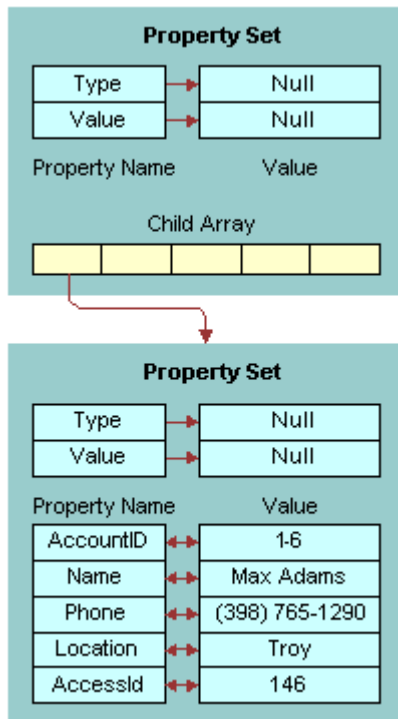 Property Set
Type Null
Value Null
Property Name Value
Child Array
Property Set
Type Null
Value Null
Property Name Value
AccountID 1-6
Name Max Adams
Phone (398) 765-1290
Location Troy
AccessId 146